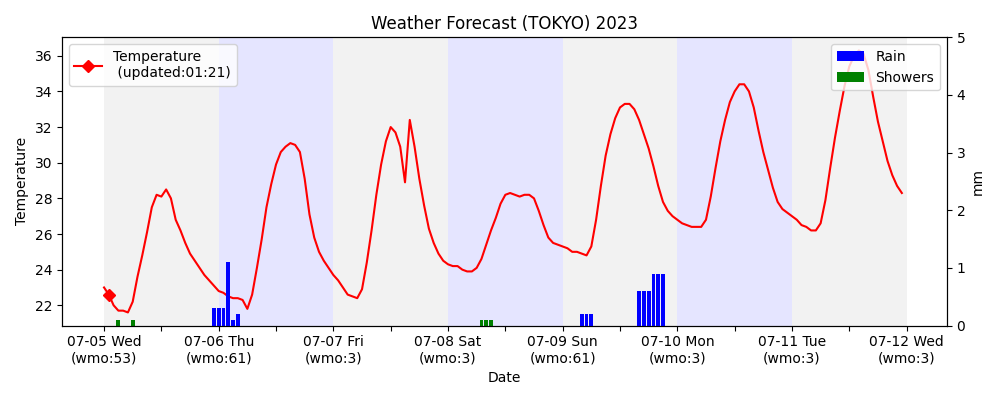 Weather Forecast (TOKYO) 2023
Temperature
(updated:01:21)
Rain
Showers
36
34
32
30
28
26
24
22
Temperature
5
4
3
2
1
0
mm
07-05 Wed
(wmo:53)
07-06 Thu
(wmo:61)
07-07 Fri
(wmo:3)
07-08 Sat
(wmo:3)
07-09 Sun
(wmo:61)
07-10 Mon
(wmo:3)
07-11 Tue
(wmo:3)
07-12 Wed
(wmo:3)
Date